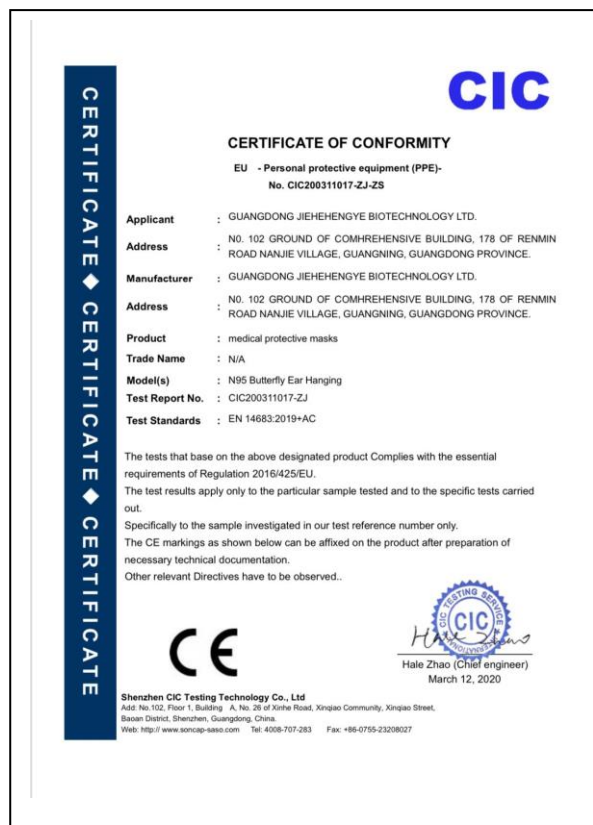 CERTIFICATE ◆ CERTIFICATE ◆ CERTIFICATE
CIC
CERTIFICATE OF CONFORMITY
EU - Personal protective equipment (PPE)-
No. CIC200311017-ZJ-ZS
Applicant : GUANGDONG JIEHEHENGYE BIOTECHNOLOGY LTD.
Address : N0. 102 GROUND OF COMHREHENSIVE BUILDING, 178 OF RENMIN
ROAD NANJIE VILLAGE, GUANGNING, GUANGDONG PROVINCE.
Manufacturer : GUANGDONG JIEHEHENGYE BIOTECHNOLOGY LTD.
Address : N0. 102 GROUND OF COMHREHENSIVE BUILDING, 178 OF RENMIN
ROAD NANJIE VILLAGE, GUANGNING, GUANGDONG PROVINCE.
Product : medical protective masks
Trade Name : N/A
Model(s) : N95 Butterfly Ear Hanging
Test Report No. : CIC200311017-ZJ
Test Standards : EN 14683:2019+AC
The tests that base on the above designated product Complies with the essential
requirements of Regulation 2016/425/EU.
The test results apply only to the particular sample tested and to the specific tests carried
out.
Specifically to the sample investigated in our test reference number only.
The CE markings as shown below can be affixed on the product after preparation of
necessary technical documentation.
Other relevant Directives have to be observed..
CE
CIC TESTING SERVICE
CIC
INTERNATIONAL
Hale Zhao
Hale Zhao (Chief engineer)
March 12, 2020
Shenzhen CIC Testing Technology Co., Ltd
Add: No.102, Floor 1, Building A, No. 26 of Xinhe Road, Xinqiao Community, Xinqiao Street,
Baoan District, Shenzhen, Guangdong, China.
Web: http:// www.soncap-saso.com Tel: 4008-707-283 Fax: +86-0755-23208027